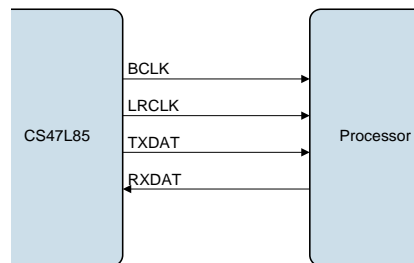 BCLK
LRCLK
CS47L85
TXDAT
Processor
RXDAT